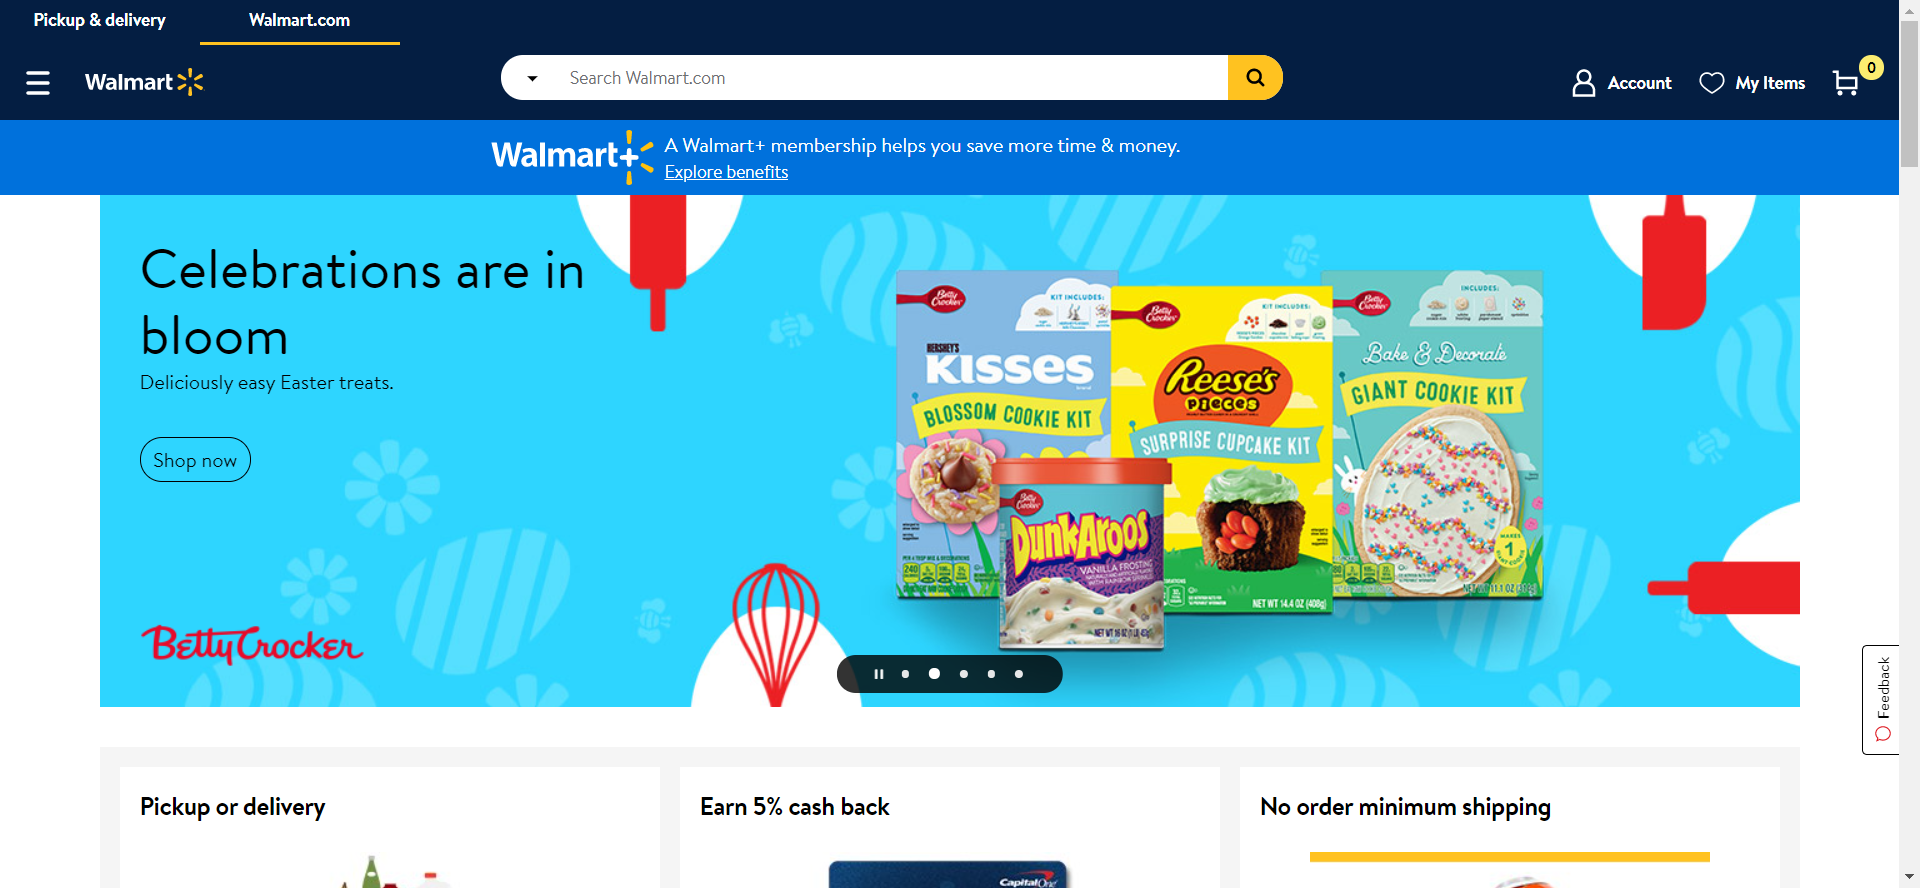 Pickup & delivery
Walmart.com
Walmart
Search Walmart.com
Account
My Items
0
Walmart+
A Walmart+ membership helps you save more time & money.
Explore benefits
Celebrations are in
bloom
Deliciously easy Easter treats.
Shop now
Betty Crocker
Betty Crocker
KIT INCLUDES:
HERSHEY'S
KISSES
BLOSSOM COOKIE KIT
Betty Crocker
KIT INCLUDES:
REESE'S
PIECES
SURPRISE CUPCAKE KIT
NET WT 14.4 OZ (408g)
Betty Crocker
INCLUDES:
Bake & Decorate
GIANT COOKIE KIT
MAKES
1
Betty Crocker
DunkAroos
VANILLA FROSTING
Feedback
Pickup or delivery
Earn 5% cash back
No order minimum shipping
Capital One